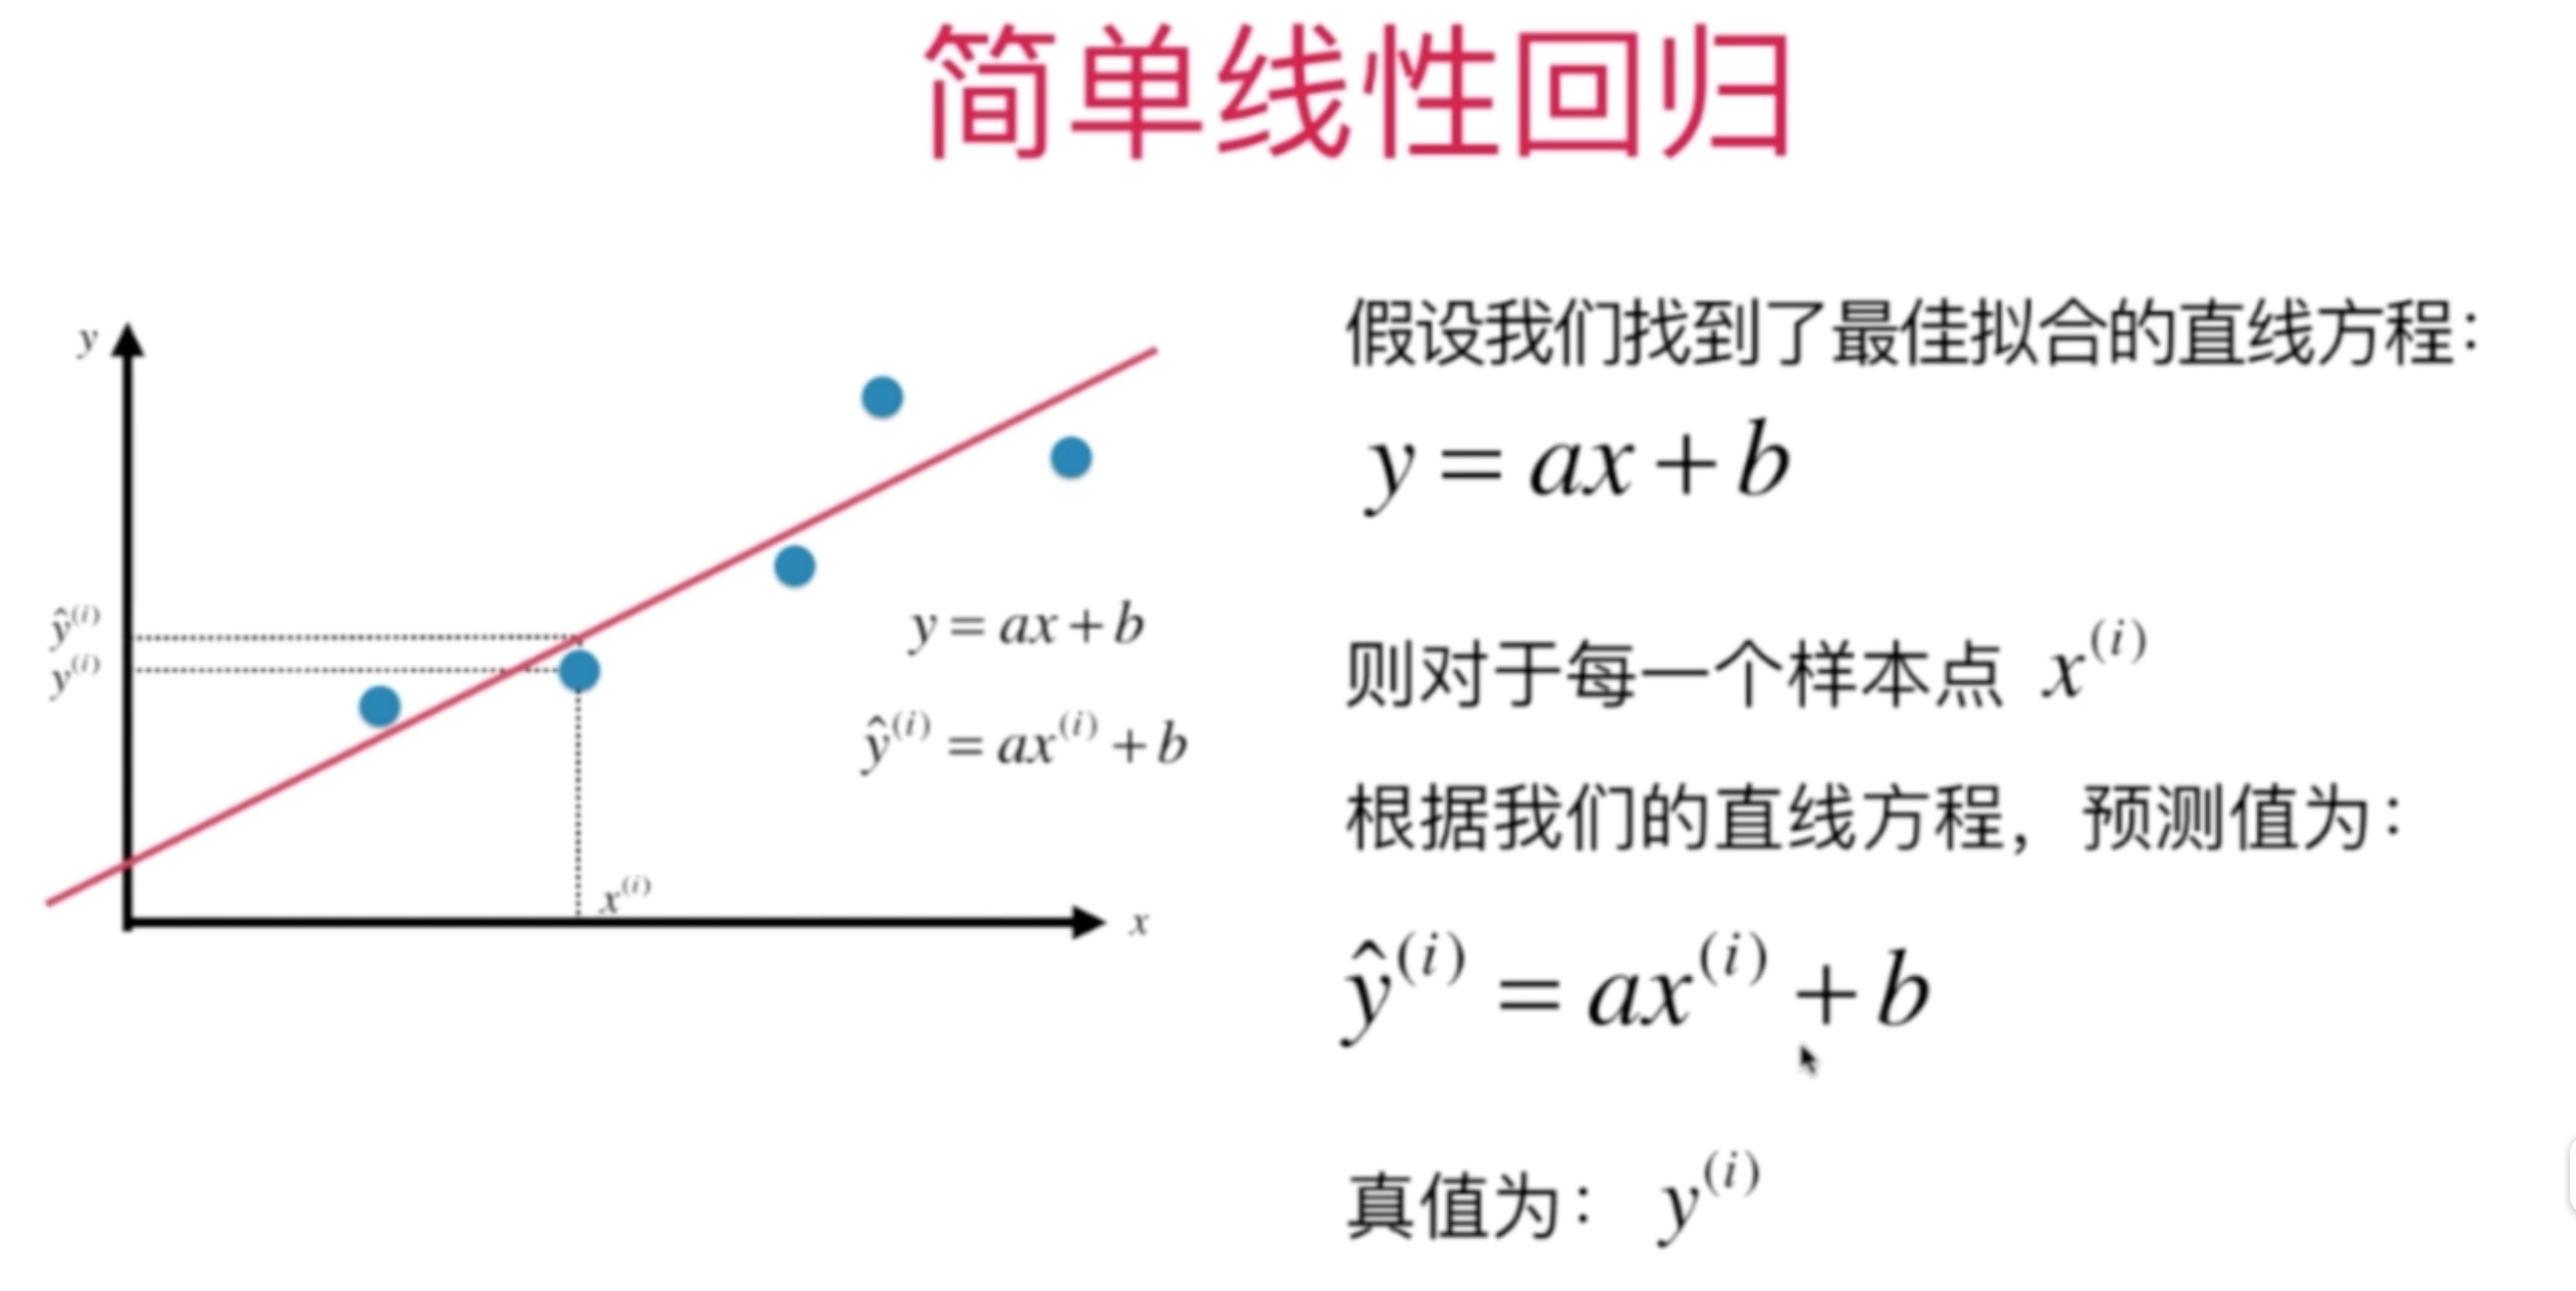 简单线性回归
y
ŷ⁽ⁱ⁾
y⁽ⁱ⁾
y = ax + b
ŷ⁽ⁱ⁾ = ax⁽ⁱ⁾ + b
x⁽ⁱ⁾
x
假设我们找到了最佳拟合的直线方程：
y = ax + b
则对于每一个样本点 x⁽ⁱ⁾
根据我们的直线方程，预测值为：
ŷ⁽ⁱ⁾ = ax⁽ⁱ⁾ + b
真值为： y⁽ⁱ⁾